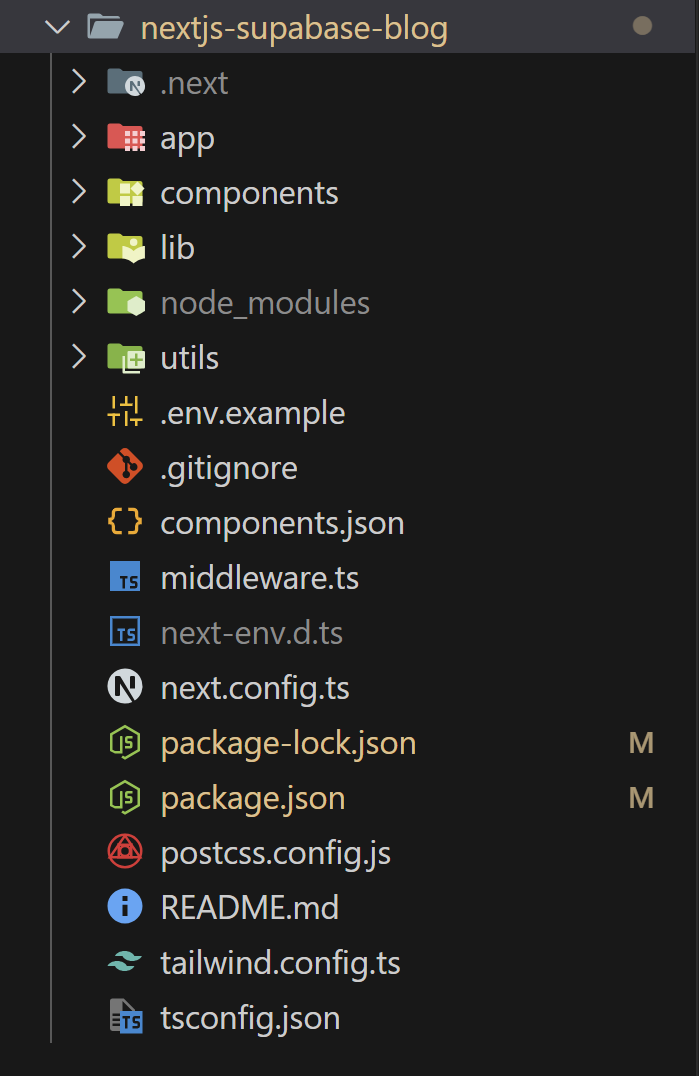 nextjs-supabase-blog
.next
app
components
lib
node_modules
utils
.env.example
.gitignore
components.json
middleware.ts
next-env.d.ts
next.config.ts
package-lock.json M
package.json M
postcss.config.js
README.md
tailwind.config.ts
tsconfig.json